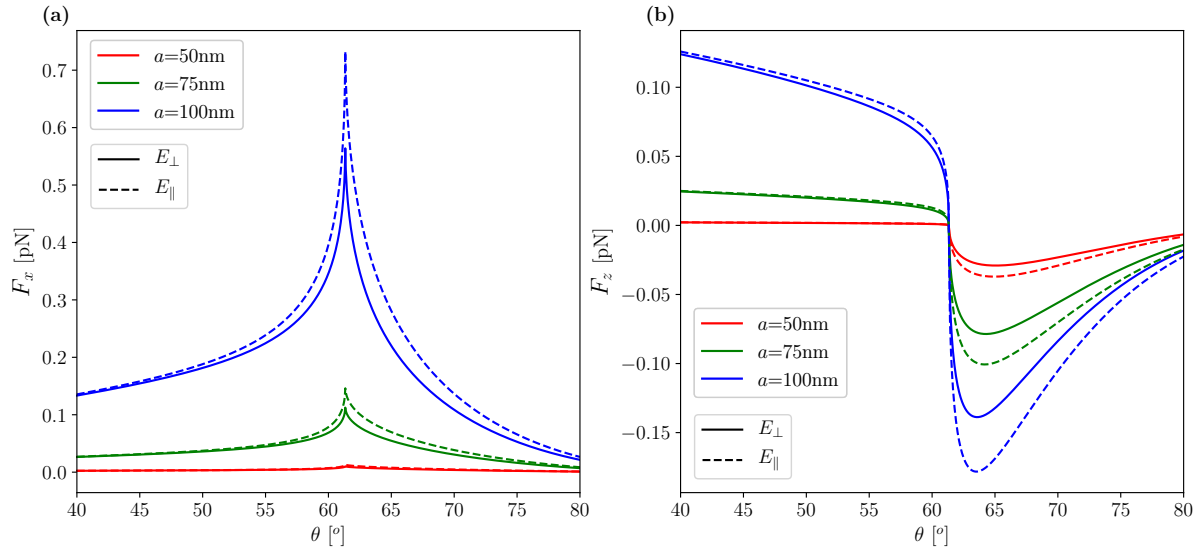 (a)
F_x [pN]
0.7
0.6
0.5
0.4
0.3
0.2
0.1
0.0
a=50nm
a=75nm
a=100nm
E_⊥
E_∥
40 45 50 55 60 65 70 75 80
θ [°]
(b)
F_z [pN]
0.10
0.05
0.00
−0.05
−0.10
−0.15
a=50nm
a=75nm
a=100nm
E_⊥
E_∥
40 45 50 55 60 65 70 75 80
θ [°]